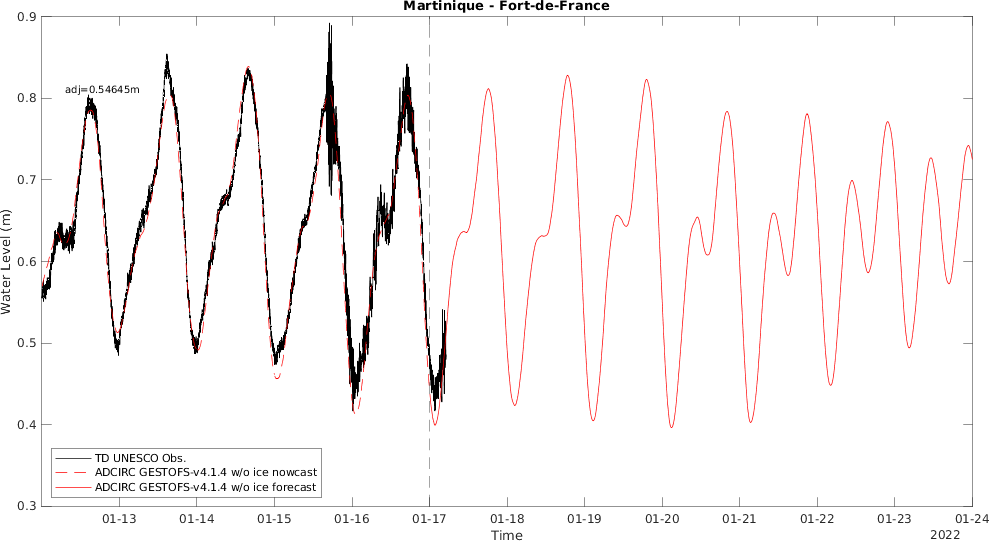 Martinique - Fort-de-France
0.9
0.8
0.7
0.6
0.5
0.4
0.3
Water Level (m)
adj=0.54645m
TD UNESCO Obs.
ADCIRC GESTOFS-v4.1.4 w/o ice nowcast
ADCIRC GESTOFS-v4.1.4 w/o ice forecast
01-13 01-14 01-15 01-16 01-17 01-18 01-19 01-20 01-21 01-22 01-23 01-24
Time
2022